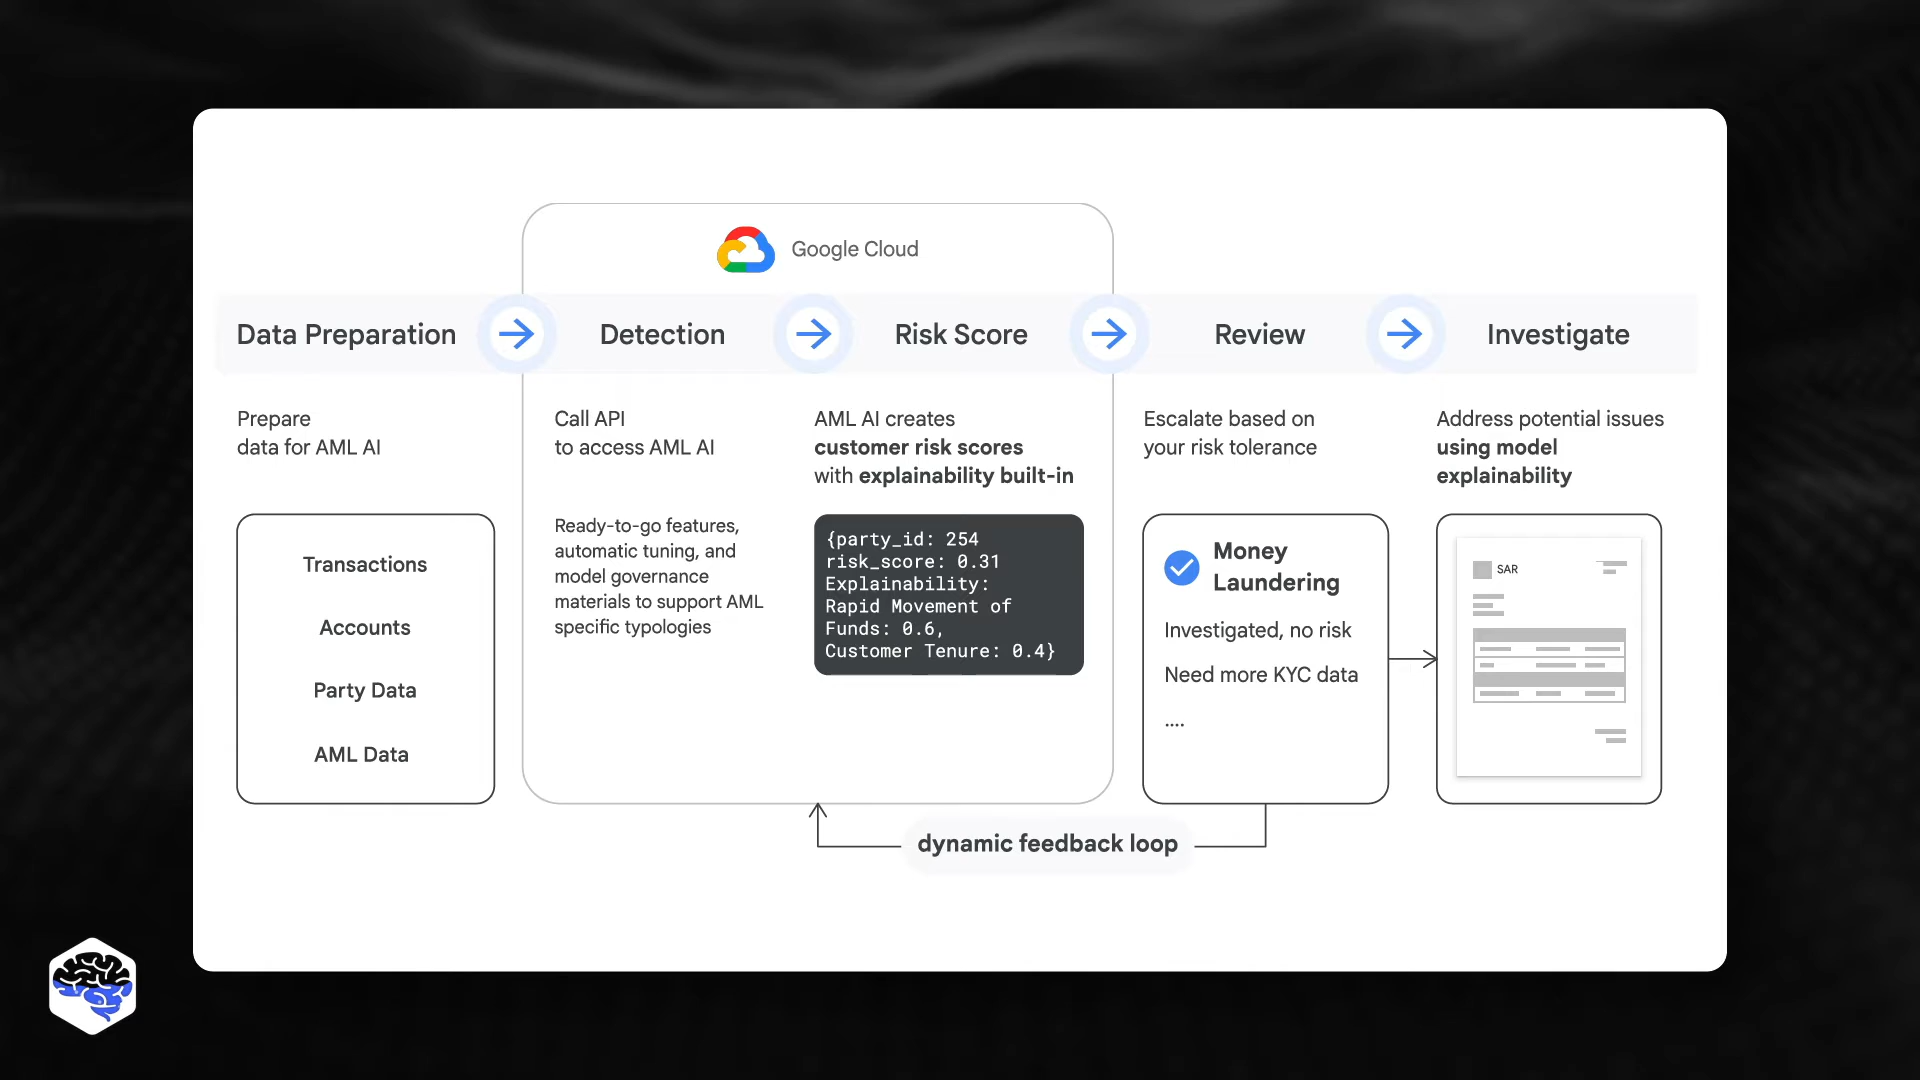 Google Cloud
Data Preparation
Detection
Risk Score
Review
Investigate
Prepare
data for AML AI
Transactions
Accounts
Party Data
AML Data
Call API
to access AML AI
Ready-to-go features,
automatic tuning, and
model governance
materials to support AML
specific typologies
AML AI creates
customer risk scores
with explainability built-in
{party_id: 254
risk_score: 0.31
Explainability:
Rapid Movement of
Funds: 0.6,
Customer Tenure: 0.4}
Escalate based on
your risk tolerance
Money
Laundering
Investigated, no risk
Need more KYC data
....
Address potential issues
using model
explainability
SAR
dynamic feedback loop